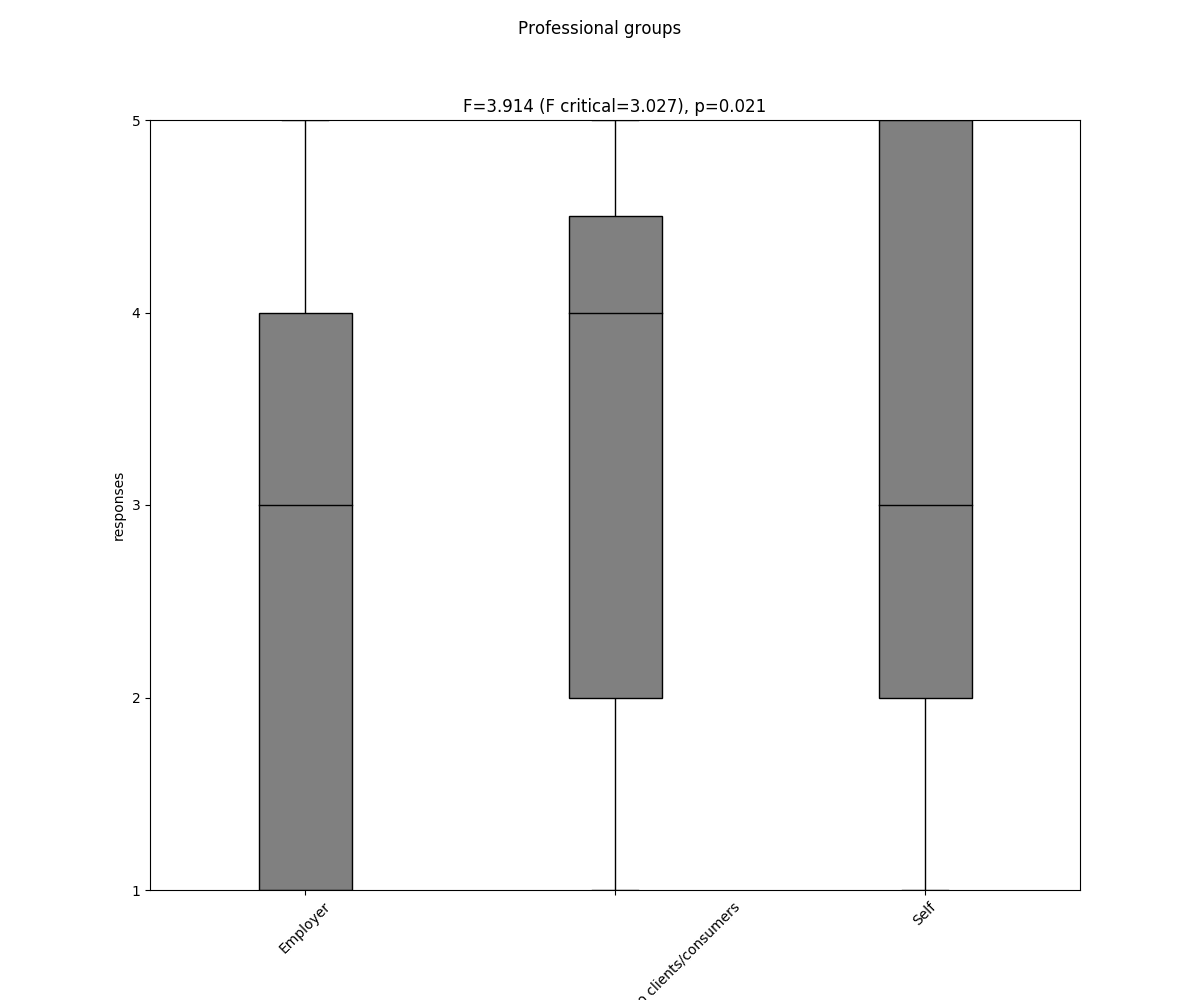 Professional groups
F=3.914 (F critical=3.027), p=0.021
5
4
3
2
1
responses
Employer
clients/consumers
Self